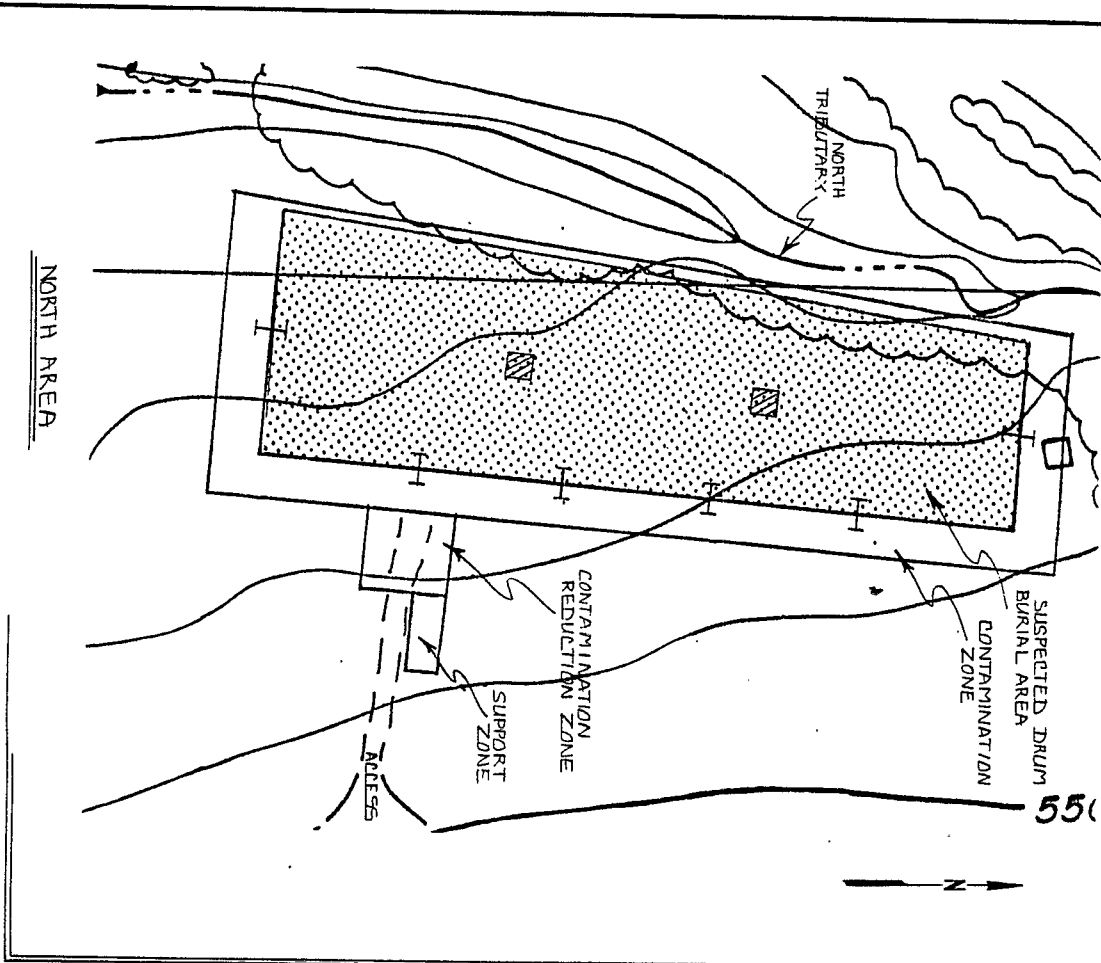 NORTH
TRIBUTARY
SUSPECTED DRUM
BURIAL AREA
CONTAMINATION
ZONE
CONTAMINATION
REDUCTION ZONE
SUPPORT
ZONE
ACCESS
NORTH AREA
N